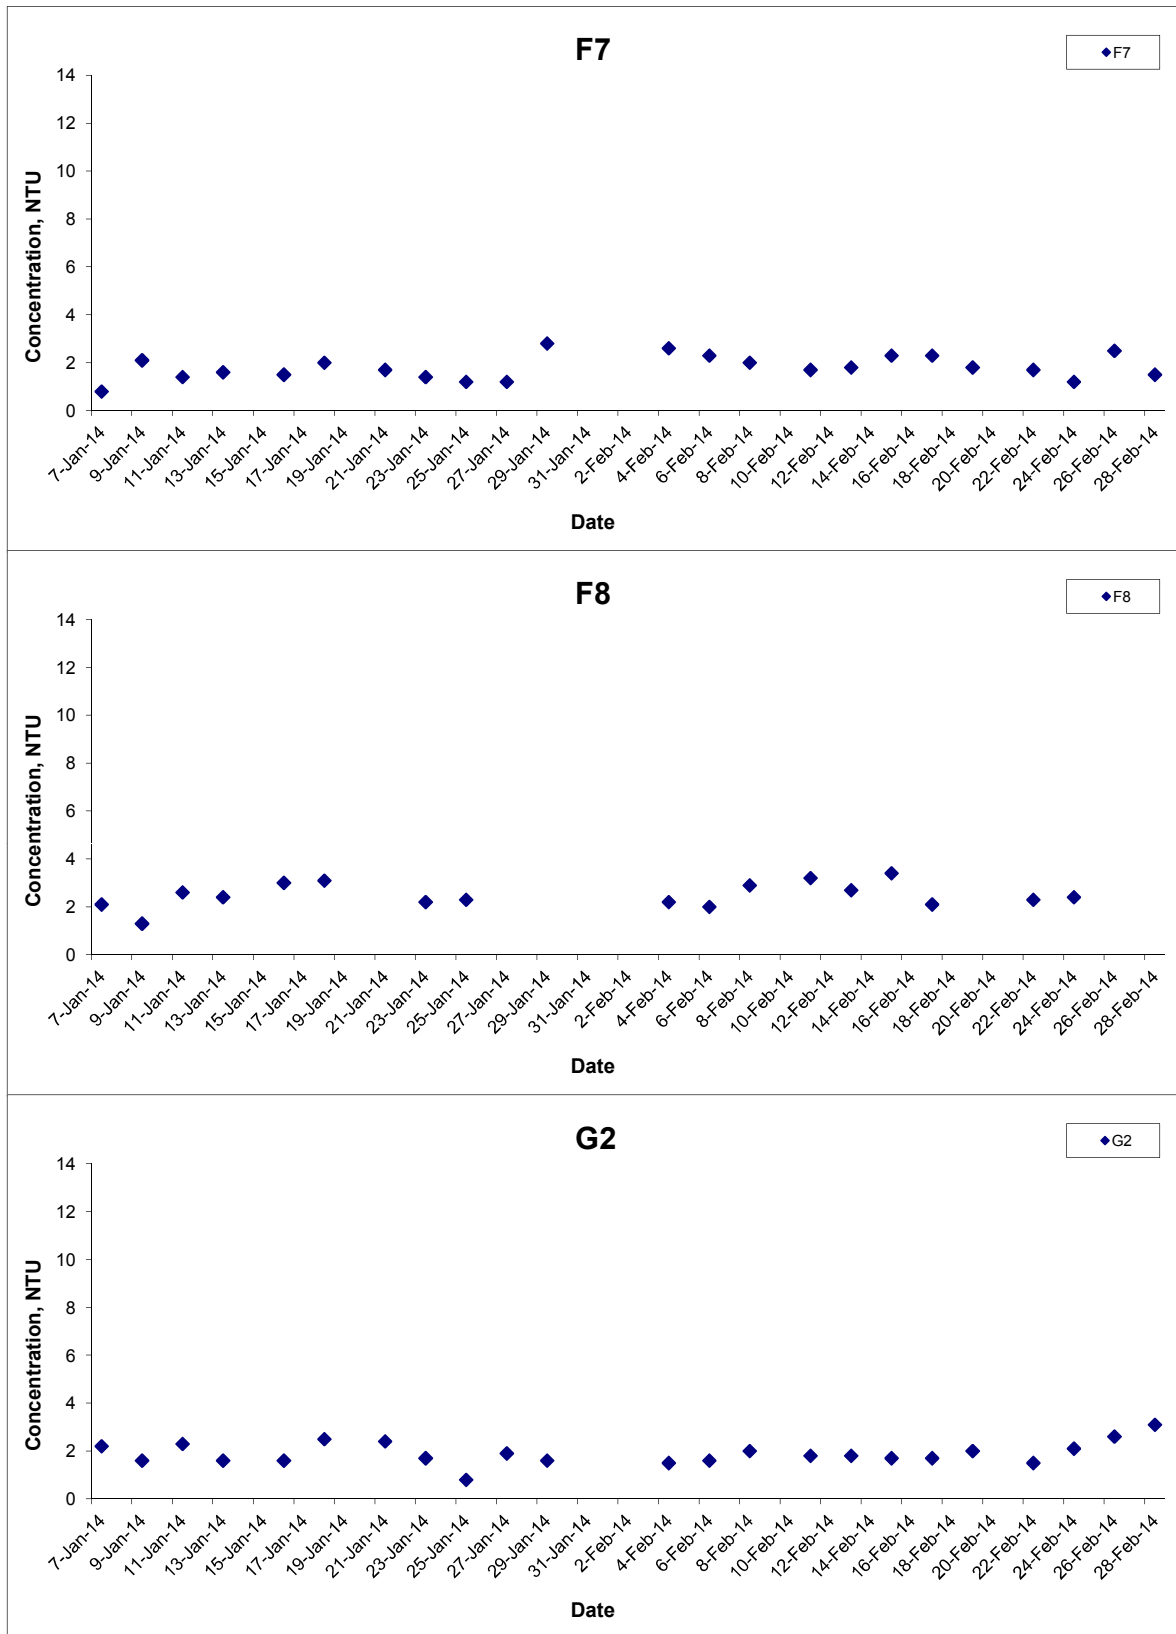 F7
F7
14
12
10
8
6
4
2
0
Concentration, NTU
7-Jan-14 9-Jan-14 11-Jan-14 13-Jan-14 15-Jan-14 17-Jan-14 19-Jan-14 21-Jan-14 23-Jan-14 25-Jan-14 27-Jan-14 29-Jan-14 31-Jan-14 2-Feb-14 4-Feb-14 6-Feb-14 8-Feb-14 10-Feb-14 12-Feb-14 14-Feb-14 16-Feb-14 18-Feb-14 20-Feb-14 22-Feb-14 24-Feb-14 26-Feb-14 28-Feb-14
Date
F8
F8
14
12
10
8
6
4
2
0
Concentration, NTU
7-Jan-14 9-Jan-14 11-Jan-14 13-Jan-14 15-Jan-14 17-Jan-14 19-Jan-14 21-Jan-14 23-Jan-14 25-Jan-14 27-Jan-14 29-Jan-14 31-Jan-14 2-Feb-14 4-Feb-14 6-Feb-14 8-Feb-14 10-Feb-14 12-Feb-14 14-Feb-14 16-Feb-14 18-Feb-14 20-Feb-14 22-Feb-14 24-Feb-14 26-Feb-14 28-Feb-14
Date
G2
G2
14
12
10
8
6
4
2
0
Concentration, NTU
7-Jan-14 9-Jan-14 11-Jan-14 13-Jan-14 15-Jan-14 17-Jan-14 19-Jan-14 21-Jan-14 23-Jan-14 25-Jan-14 27-Jan-14 29-Jan-14 31-Jan-14 2-Feb-14 4-Feb-14 6-Feb-14 8-Feb-14 10-Feb-14 12-Feb-14 14-Feb-14 16-Feb-14 18-Feb-14 20-Feb-14 22-Feb-14 24-Feb-14 26-Feb-14 28-Feb-14
Date